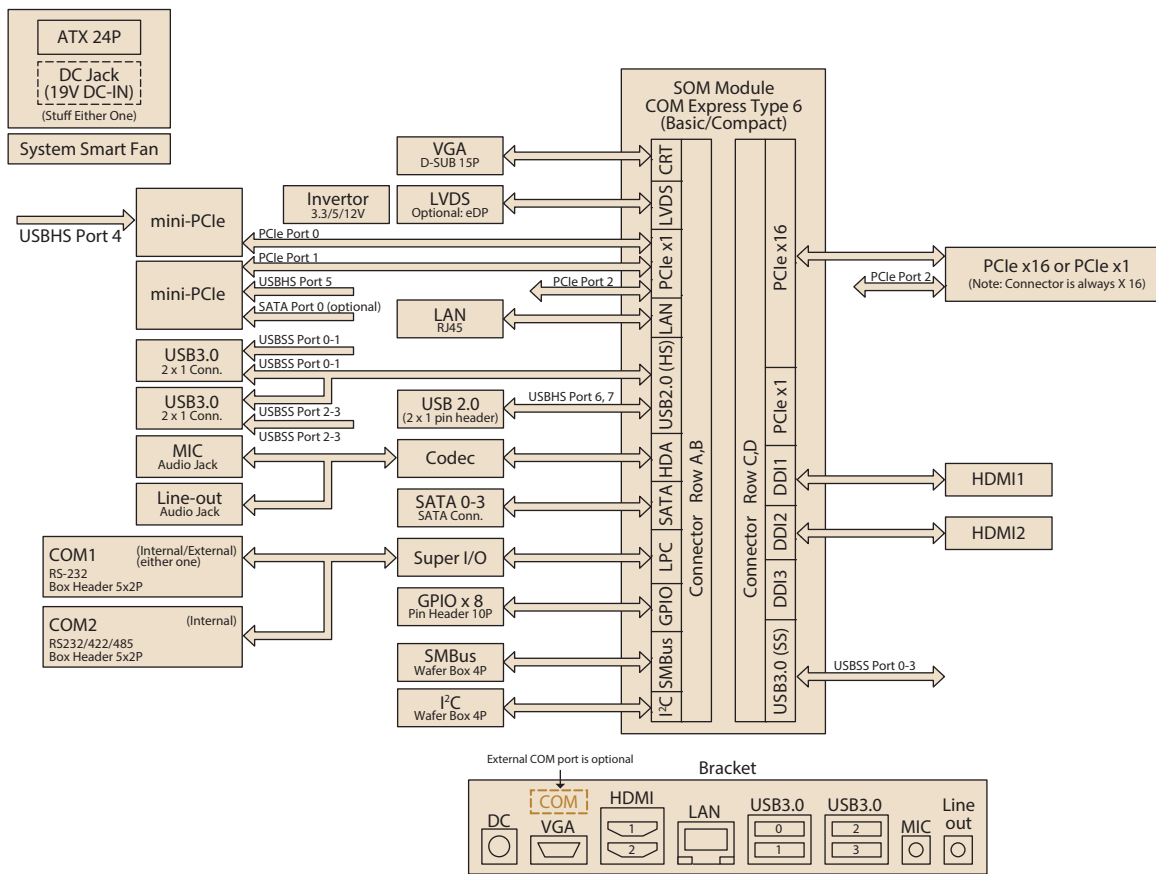 ATX 24P
DC Jack
(19V DC-IN)
(Stuff Either One)
System Smart Fan
SOM Module
COM Express Type 6
(Basic/Compact)
VGA
D-SUB 15P
Invertor
3.3/5/12V
LVDS
Optional: eDP
mini-PCIe
USBHS Port 4
PCIe Port 0
PCIe Port 1
mini-PCIe
USBHS Port 5
SATA Port 0 (optional)
PCIe Port 2
LAN
RJ45
USBSS Port 0-1
USB3.0
2 x 1 Conn.
USBSS Port 0-1
USB3.0
2 x 1 Conn.
USBSS Port 2-3
USBSS Port 2-3
USB 2.0
(2 x 1 pin header)
USBHS Port 6, 7
MIC
Audio Jack
Codec
Line-out
Audio Jack
SATA 0-3
SATA Conn.
COM1
(Internal/External)
(either one)
RS-232
Box Header 5x2P
Super I/O
COM2
(Internal)
RS232/422/485
Box Header 5x2P
GPIO x 8
Pin Header 10P
SMBus
Wafer Box 4P
I²C
Wafer Box 4P
CRT
LVDS
PCIe x1
LAN
USB2.0 (HS)
HDA
SATA
LPC
GPIO
SMBus
I²C
Connector Row A,B
Connector Row C,D
PCIe x16
PCIe x1
DDI1
DDI2
DDI3
USB3.0 (SS)
PCIe Port 2
PCIe x16 or PCIe x1
(Note: Connector is always X 16)
HDMI1
HDMI2
USBSS Port 0-3
External COM port is optional
Bracket
COM
DC
VGA
HDMI
1
2
LAN
USB3.0
0
1
USB3.0
2
3
MIC
Line
out